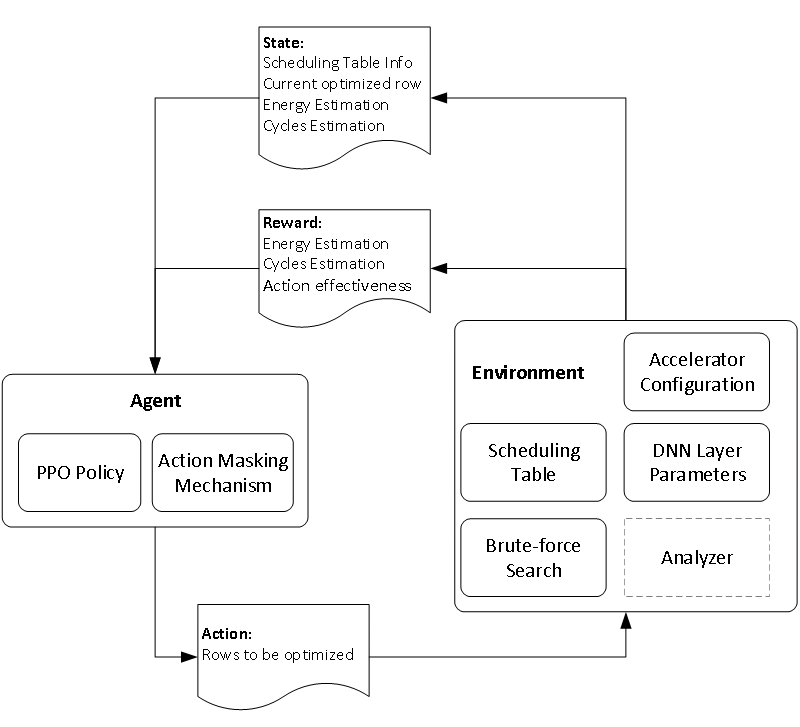 State:
Scheduling Table Info
Current optimized row
Energy Estimation
Cycles Estimation
Reward:
Energy Estimation
Cycles Estimation
Action effectiveness
Environment
Accelerator
Configuration
Scheduling
Table
DNN Layer
Parameters
Brute-force
Search
Analyzer
Agent
PPO Policy
Action Masking
Mechanism
Action:
Rows to be optimized